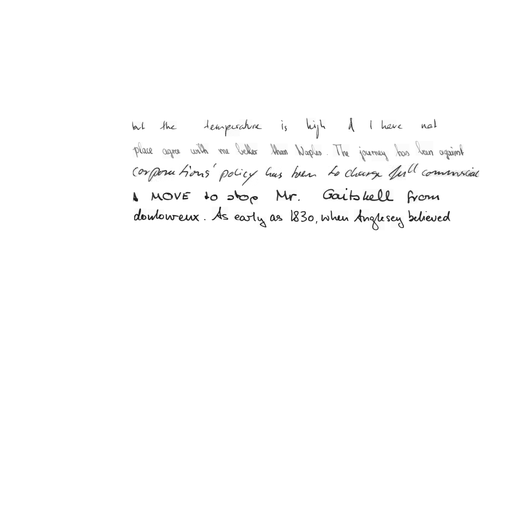 but the temperature is high & I have not
place agree with me better than Naples. The journey has been against
corporations' policy has been to charge full commercial
A MOVE to stop Mr. Gaitskell from
douloureux. As early as 1830, when Anglesey believed